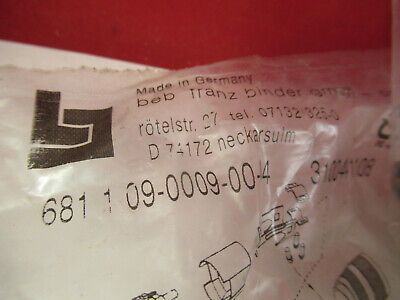 Made in Germany
beb franz binder gmbh
rötelstr. 27 tel. 07132/325-0
D 74172 neckarsulm
681 1 09-0009-00-4